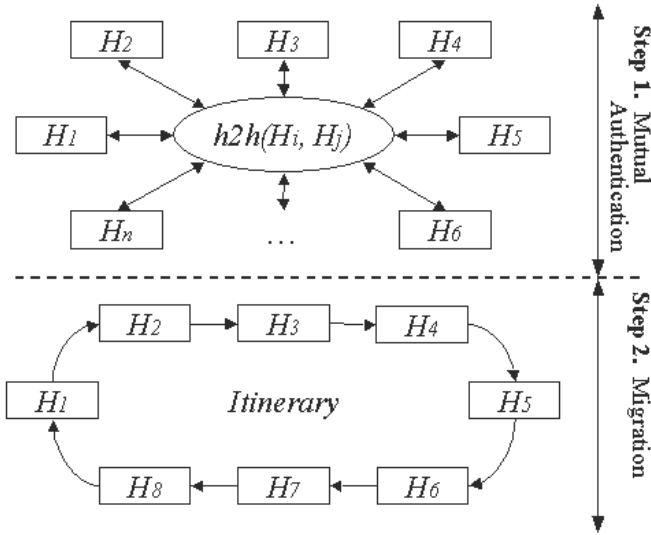 H2 H3 H4
H1 h2h(Hi, Hj) H5
Hn ... H6
Step 1. Mutual
Authentication
H2 H3 H4
H1 Itinerary H5
H8 H7 H6
Step 2. Migration